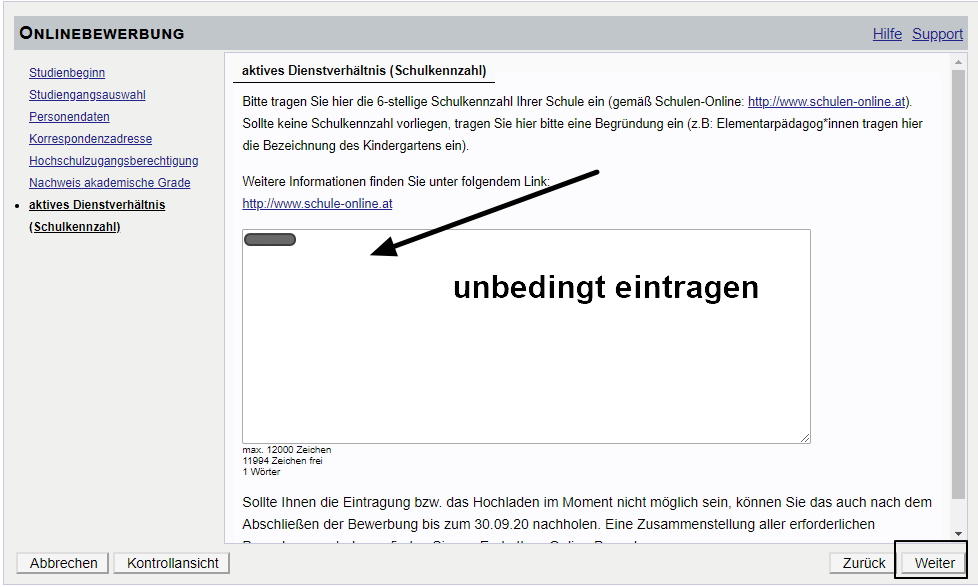 Onlinebewerbung
Hilfe Support
Studienbeginn
Studiengangsauswahl
Personendaten
Korrespondenzadresse
Hochschulzugangsberechtigung
Nachweis akademische Grade
aktives Dienstverhältnis
(Schulkennzahl)
aktives Dienstverhältnis (Schulkennzahl)
Bitte tragen Sie hier die 6-stellige Schulkennzahl Ihrer Schule ein (gemäß Schulen-Online: http://www.schulen-online.at).
Sollte keine Schulkennzahl vorliegen, tragen Sie hier bitte eine Begründung ein (z.B: Elementarpädagog*innen tragen hier
die Bezeichnung des Kindergartens ein).
Weitere Informationen finden Sie unter folgendem Link:
http://www.schule-online.at
unbedingt eintragen
max. 12000 Zeichen
11994 Zeichen frei
1 Wörter
Sollte Ihnen die Eintragung bzw. das Hochladen im Moment nicht möglich sein, können Sie das auch nach dem
Abschließen der Bewerbung bis zum 30.09.20 nachholen. Eine Zusammenstellung aller erforderlichen
Abbrechen Kontrollansicht Zurück Weiter